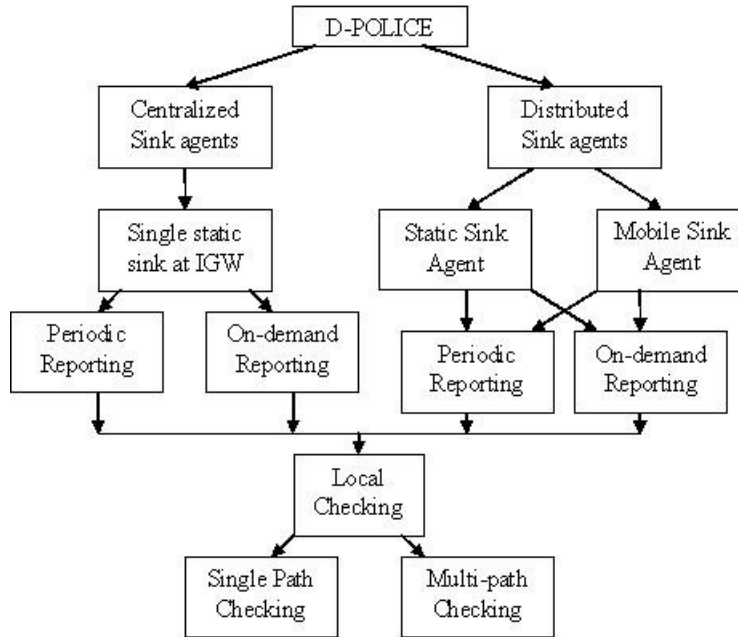 D-POLICE
Centralized
Sink agents
Distributed
Sink agents
Single static
sink at IGW
Static Sink
Agent
Mobile Sink
Agent
Periodic
Reporting
On-demand
Reporting
Periodic
Reporting
On-demand
Reporting
Local
Checking
Single Path
Checking
Multi-path
Checking